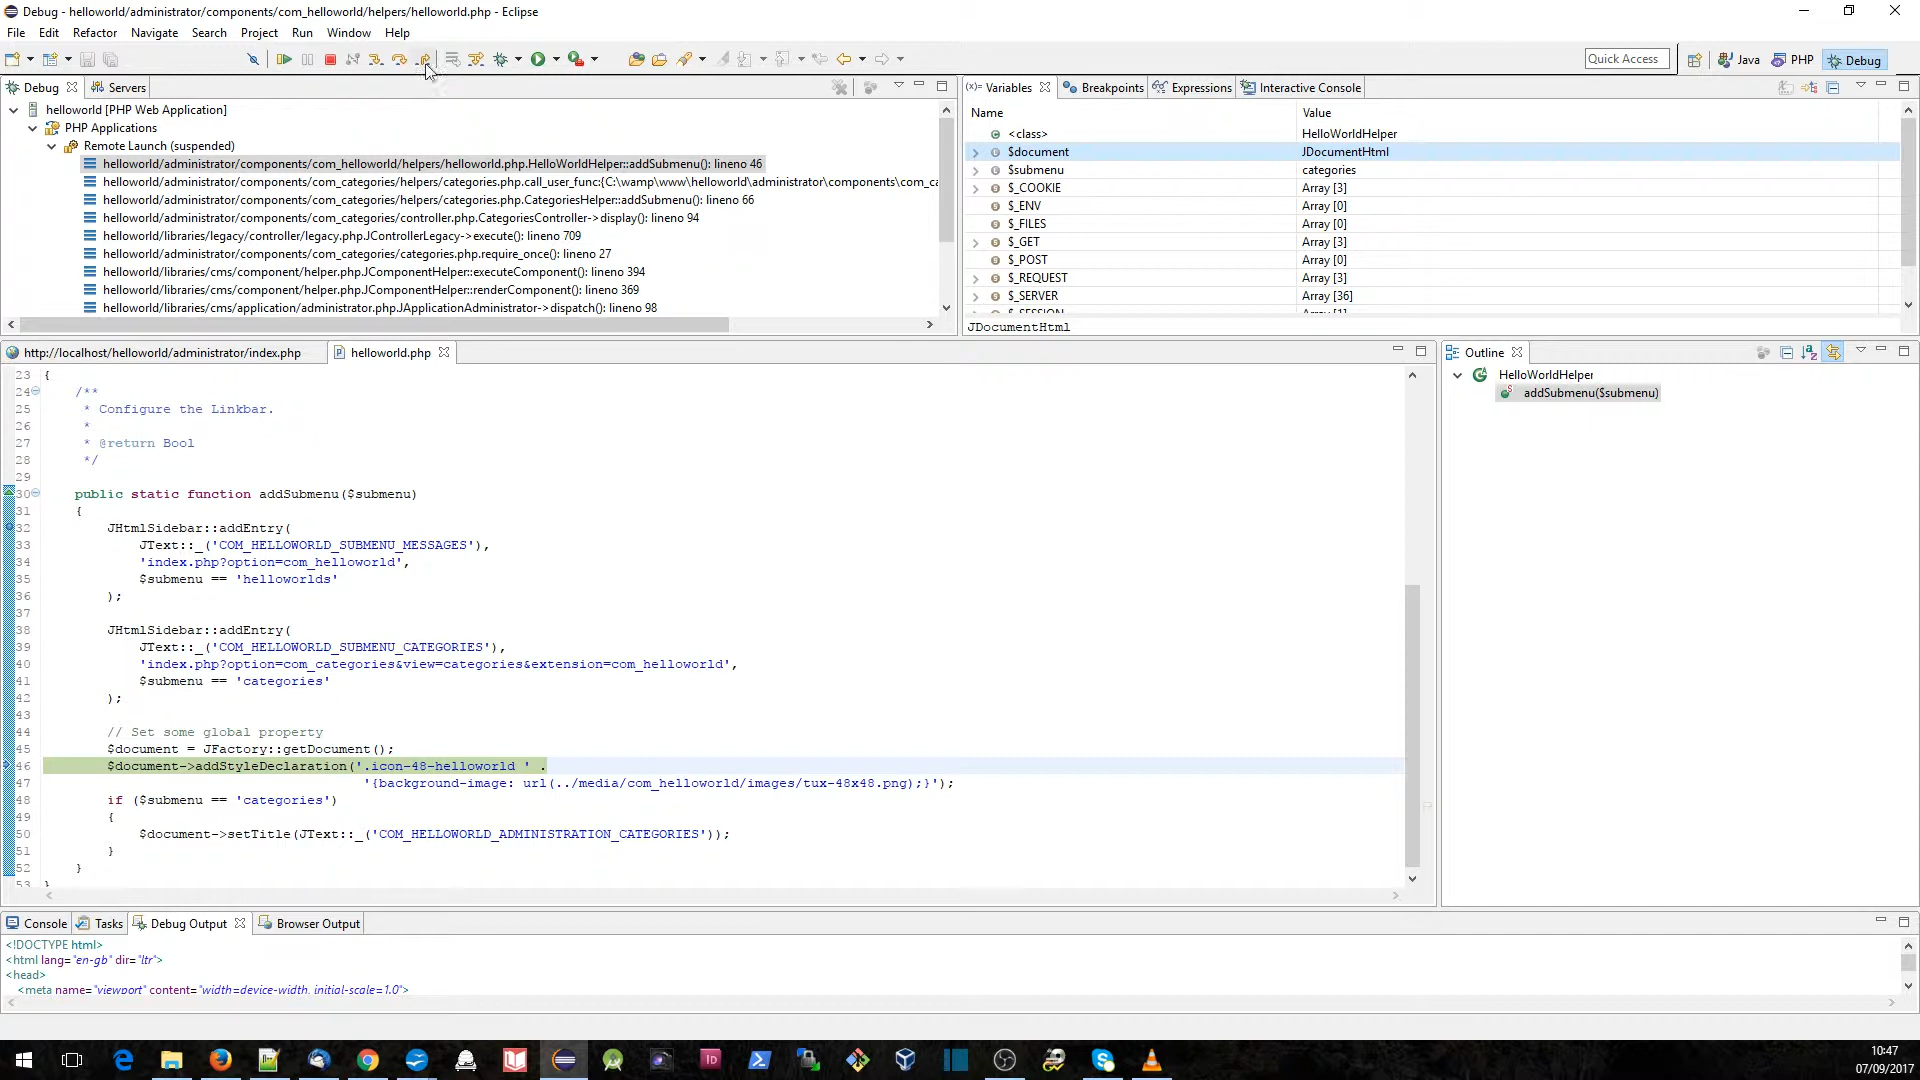 Debug - helloworld/administrator/components/com_helloworld/helpers/helloworld.php - Eclipse
File Edit Refactor Navigate Search Project Run Window Help
Quick Access Java PHP Debug
Debug Servers
helloworld [PHP Web Application]
PHP Applications
Remote Launch (suspended)
helloworld/administrator/components/com_helloworld/helpers/helloworld.php.HelloWorldHelper::addSubmenu(): lineno 46
helloworld/administrator/components/com_categories/helpers/categories.php.call_user_func:{C:\wamp\www\helloworld\administrator\components\com_ca
helloworld/administrator/components/com_categories/helpers/categories.php.CategoriesHelper::addSubmenu(): lineno 66
helloworld/administrator/components/com_categories/controller.php.CategoriesController->display(): lineno 94
helloworld/libraries/legacy/controller/legacy.php.JControllerLegacy->execute(): lineno 709
helloworld/administrator/components/com_categories/categories.php.require_once(): lineno 27
helloworld/libraries/cms/component/helper.php.JComponentHelper::executeComponent(): lineno 394
helloworld/libraries/cms/component/helper.php.JComponentHelper::renderComponent(): lineno 369
helloworld/libraries/cms/application/administrator.php.JApplicationAdministrator->dispatch(): lineno 98
(x)= Variables Breakpoints Expressions Interactive Console
Name Value
<class> HelloWorldHelper
$document JDocumentHtml
$submenu categories
$_COOKIE Array [3]
$_ENV Array [0]
$_FILES Array [0]
$_GET Array [3]
$_POST Array [0]
$_REQUEST Array [3]
$_SERVER Array [36]
$_SESSION Array [1]
JDocumentHtml
http://localhost/helloworld/administrator/index.php helloworld.php
23 {
24 /**
25 * Configure the Linkbar.
26 *
27 * @return Bool
28 */
29
30 public static function addSubmenu($submenu)
31 {
32 JHtmlSidebar::addEntry(
33 JText::_('COM_HELLOWORLD_SUBMENU_MESSAGES'),
34 'index.php?option=com_helloworld',
35 $submenu == 'helloworlds'
36 );
37
38 JHtmlSidebar::addEntry(
39 JText::_('COM_HELLOWORLD_SUBMENU_CATEGORIES'),
40 'index.php?option=com_categories&view=categories&extension=com_helloworld',
41 $submenu == 'categories'
42 );
43
44 // Set some global property
45 $document = JFactory::getDocument();
46 $document->addStyleDeclaration('.icon-48-helloworld ' .
47 '{background-image: url(../media/com_helloworld/images/tux-48x48.png);}');
48 if ($submenu == 'categories')
49 {
50 $document->setTitle(JText::_('COM_HELLOWORLD_ADMINISTRATION_CATEGORIES'));
51 }
52 }
53 }
Outline
HelloWorldHelper
addSubmenu($submenu)
Console Tasks Debug Output Browser Output
<!DOCTYPE html>
<html lang="en-gb" dir="ltr">
<head>
<meta name="viewport" content="width=device-width, initial-scale=1.0">
10:47
07/09/2017